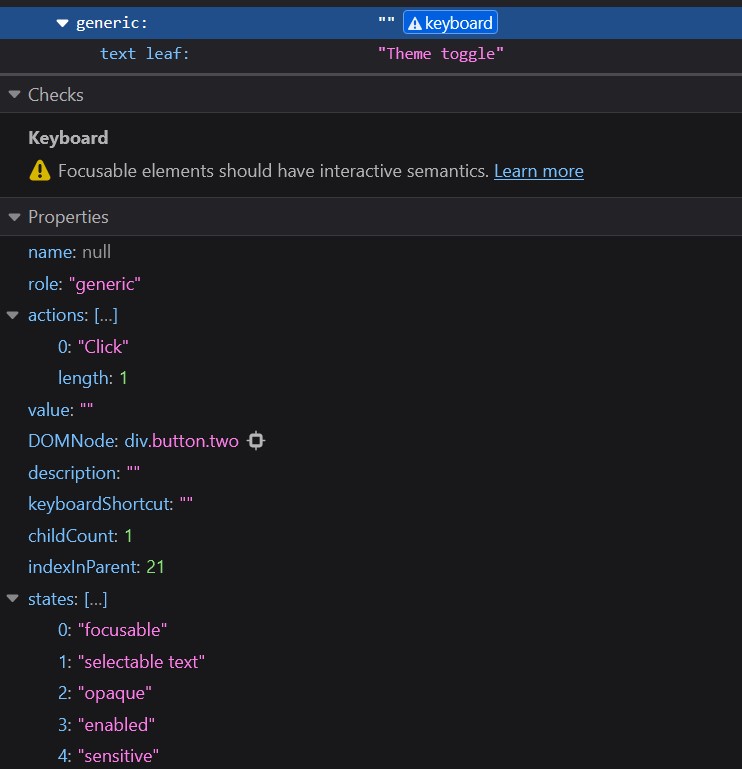 generic: "" keyboard
text leaf: "Theme toggle"
Checks
Keyboard
Focusable elements should have interactive semantics. Learn more
Properties
name: null
role: "generic"
actions: […]
0: "Click"
length: 1
value: ""
DOMNode: div.button.two
description: ""
keyboardShortcut: ""
childCount: 1
indexInParent: 21
states: […]
0: "focusable"
1: "selectable text"
2: "opaque"
3: "enabled"
4: "sensitive"